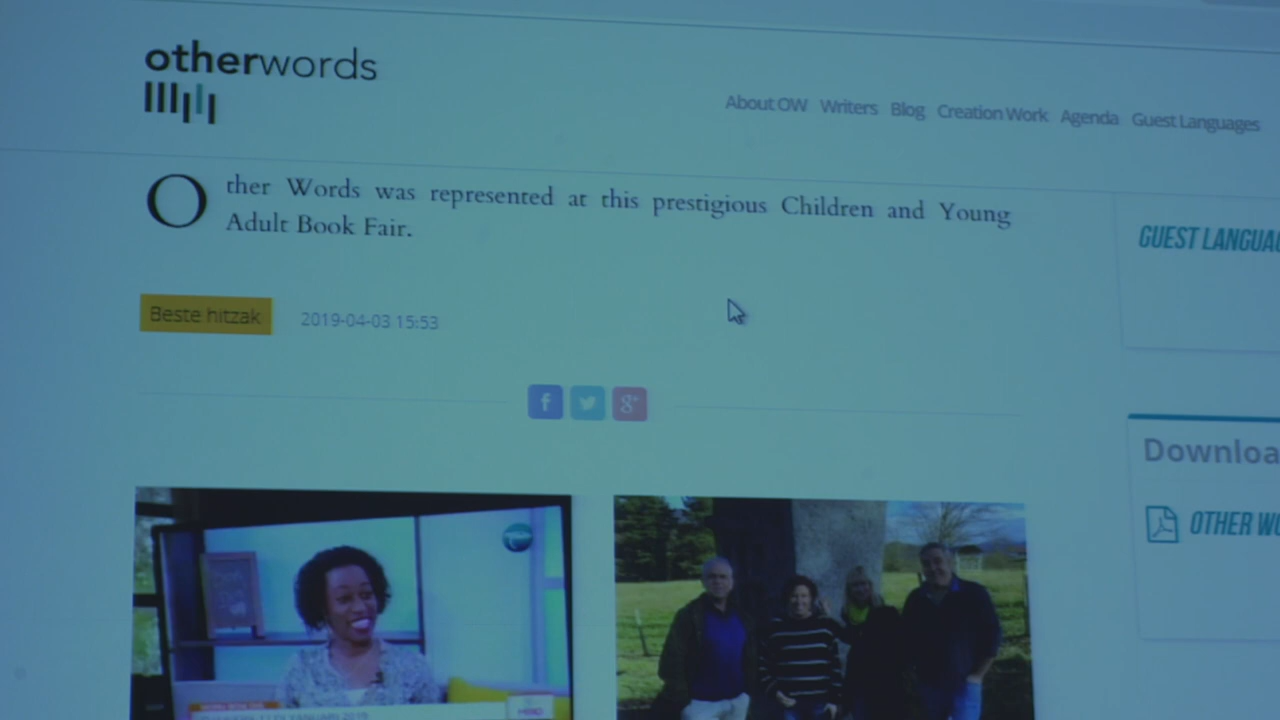 otherwords
About OW Writers Blog Creation Work Agenda Guest Languages
Other Words was represented at this prestigious Children and Young
Adult Book Fair.
GUEST LANGUA
Beste hitzak 2019-04-03 15:53
f g+
Downloa
OTHER WO